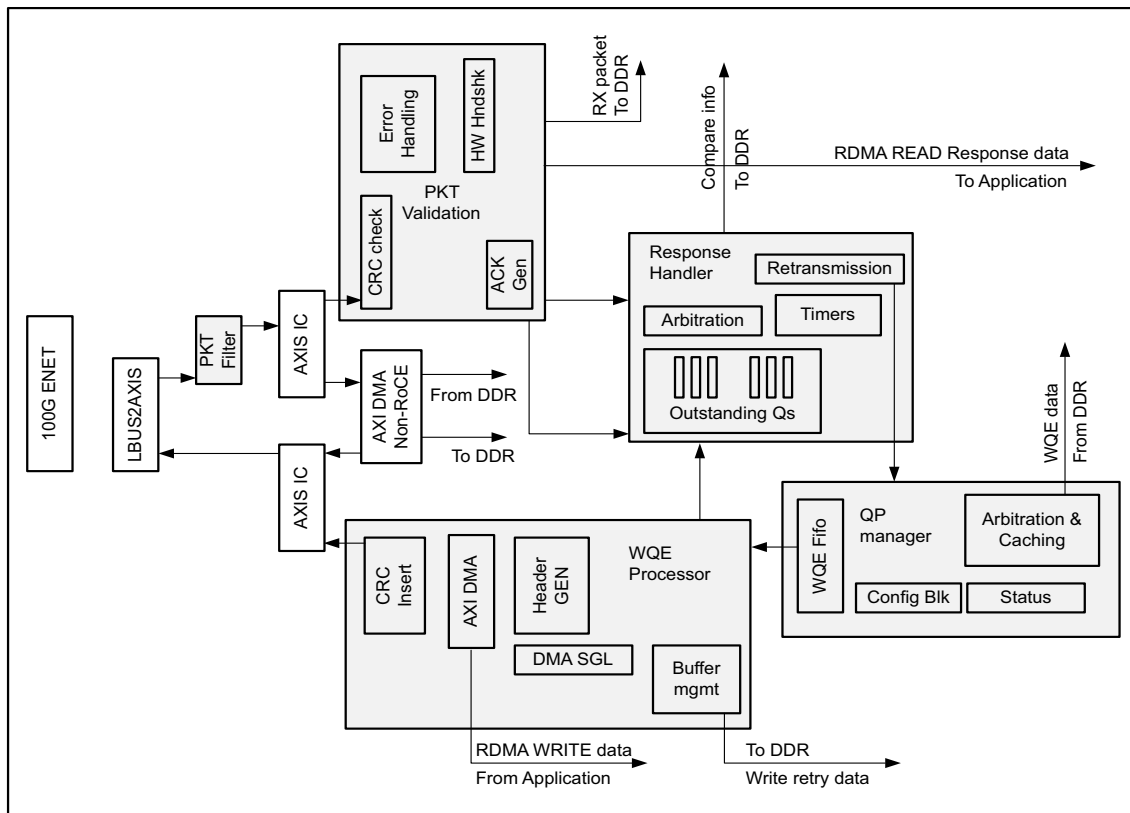 Error
Handling
HW Hndshk
PKT
Validation
CRC check
ACK
Gen
RX packet
To DDR
Compare info
To DDR
RDMA READ Response data
To Application
Response
Handler
Retransmission
Arbitration
Timers
Outstanding Qs
100G ENET
LBUS2AXIS
PKT
Filter
AXIS IC
AXI DMA
Non-RoCE
From DDR
To DDR
AXIS IC
WQE data
From DDR
WQE Fifo
QP
manager
Arbitration &
Caching
Config Blk
Status
CRC
Insert
AXI DMA
Header
GEN
WQE
Processor
DMA SGL
Buffer
mgmt
RDMA WRITE data
From Application
To DDR
Write retry data